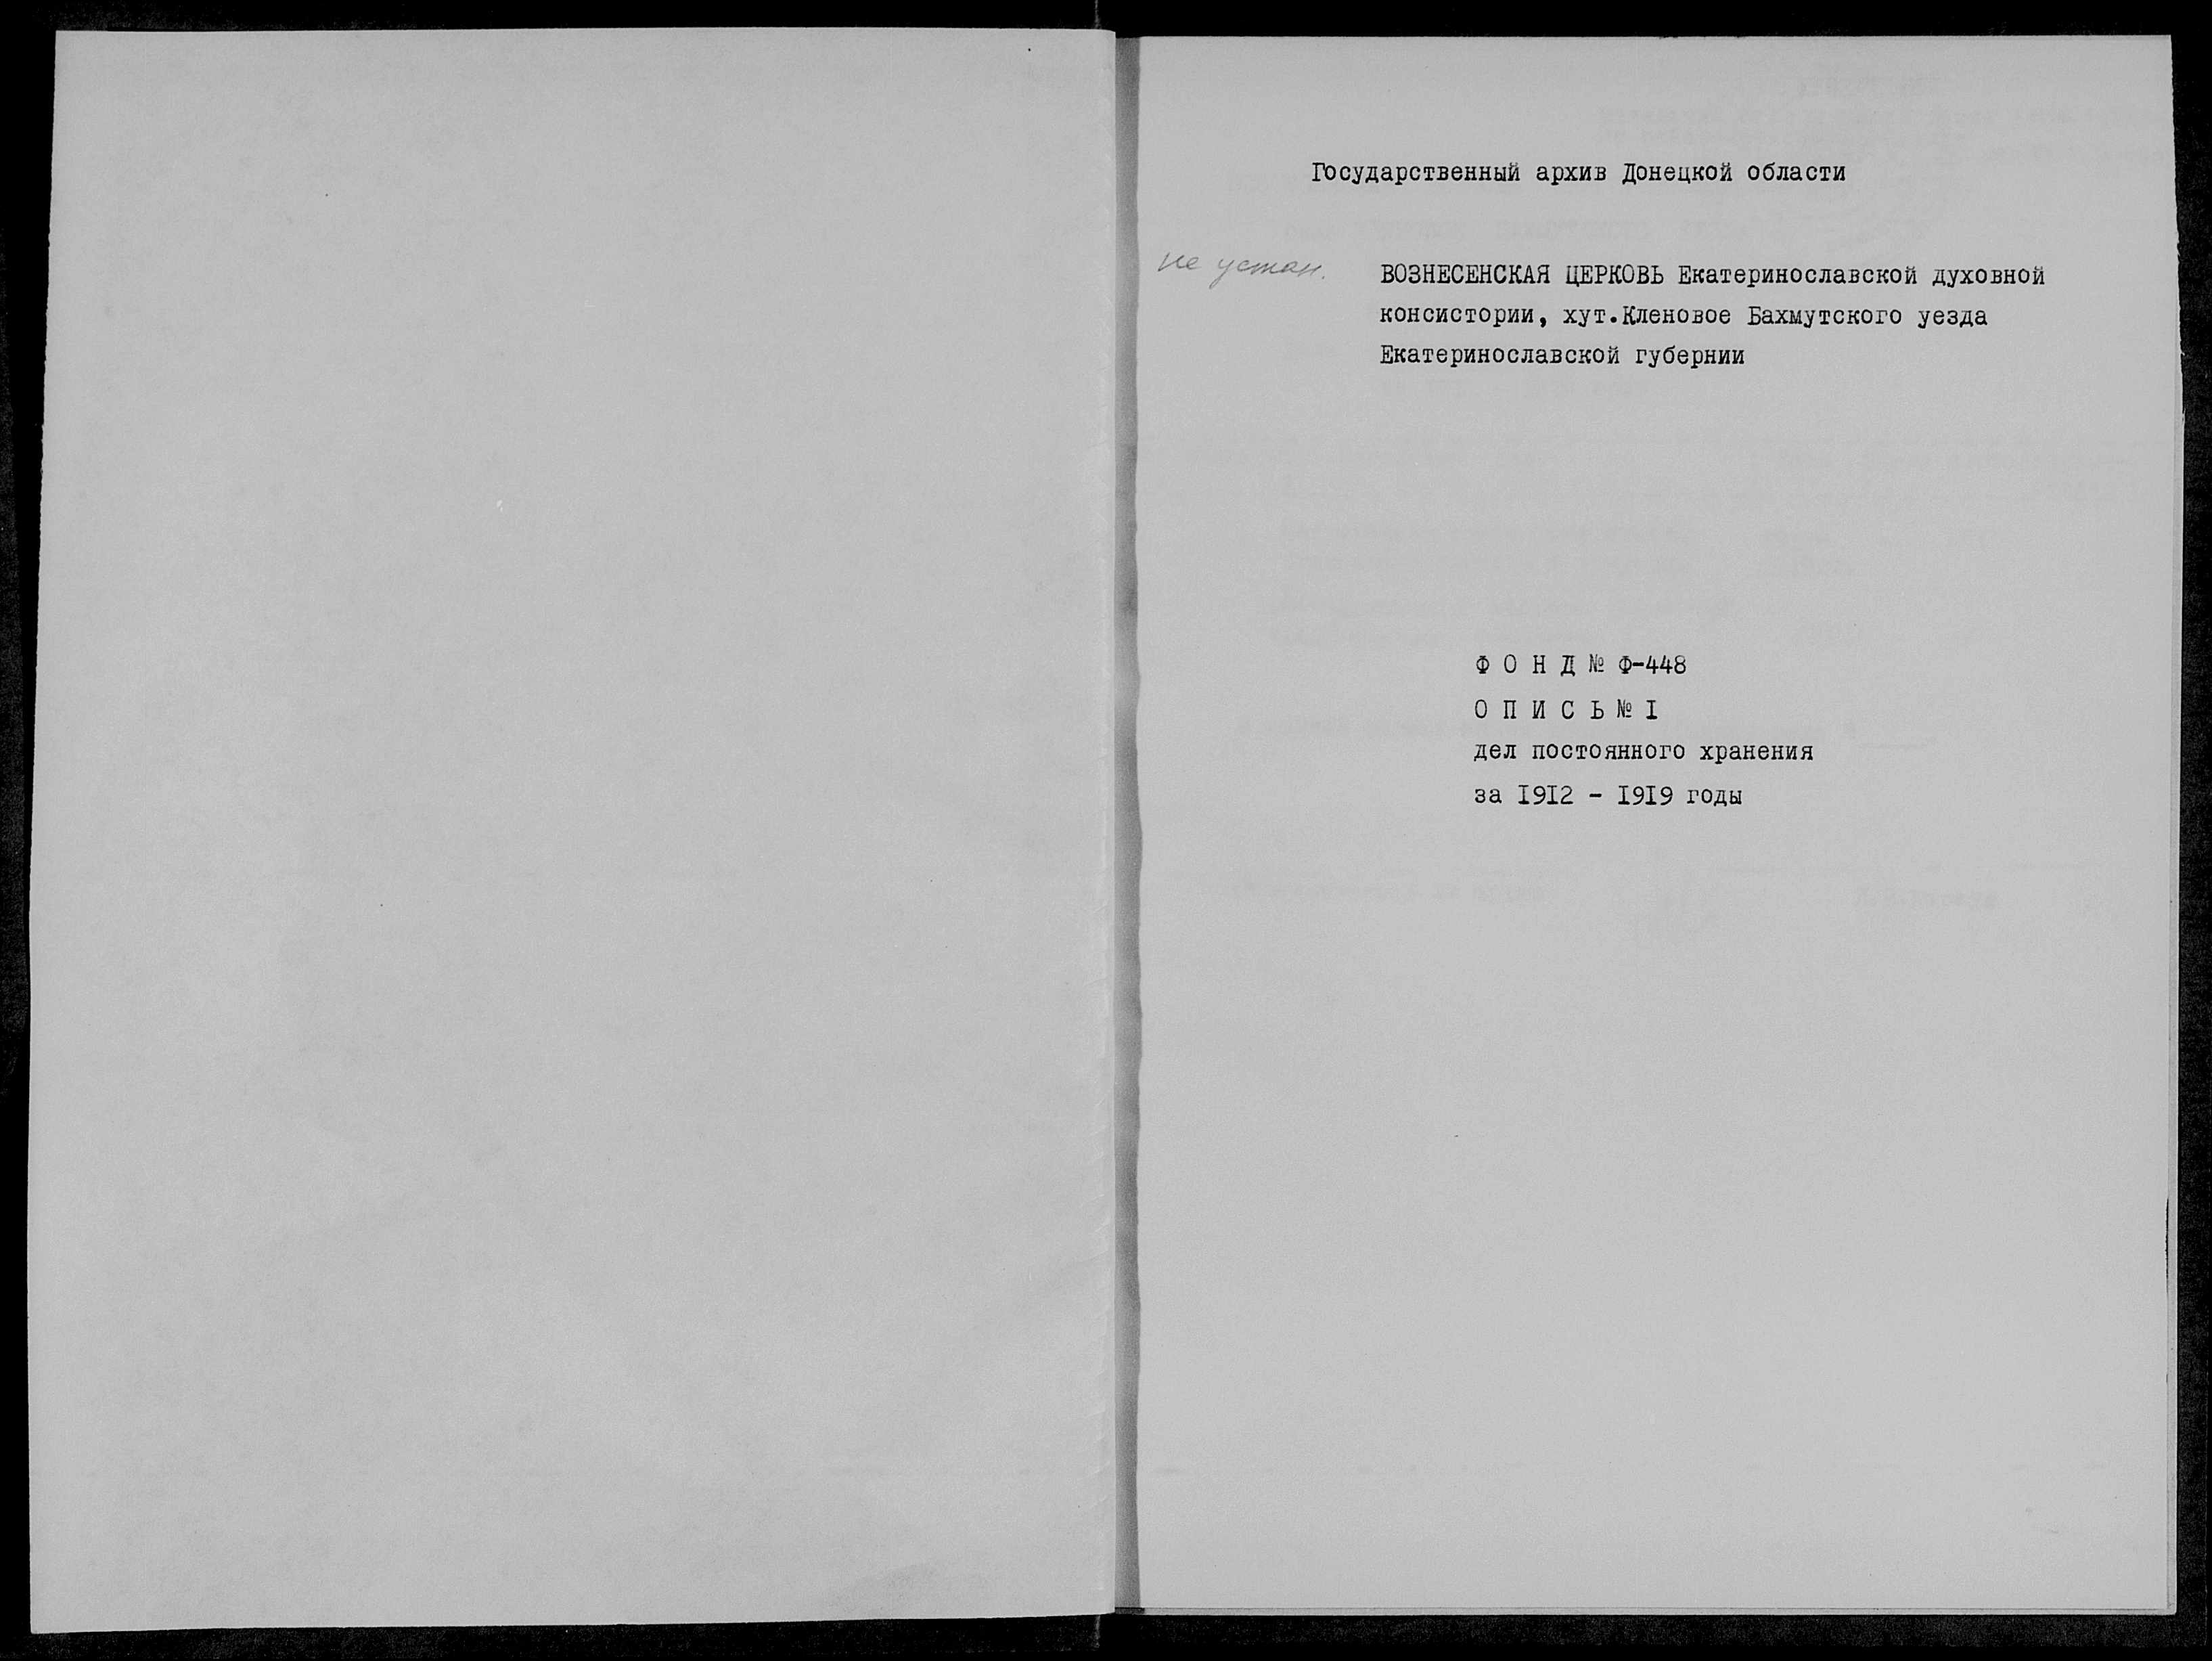 Государственный архив Донецкой области
не устан.
ВОЗНЕСЕНСКАЯ ЦЕРКОВЬ Екатеринославской духовной
консистории, хут.Кленовое Бахмутского уезда
Екатеринославской губернии
Ф О Н Д № Ф-448
О П И С Ь № I
дел постоянного хранения
за I9I2 - I9I9 годы